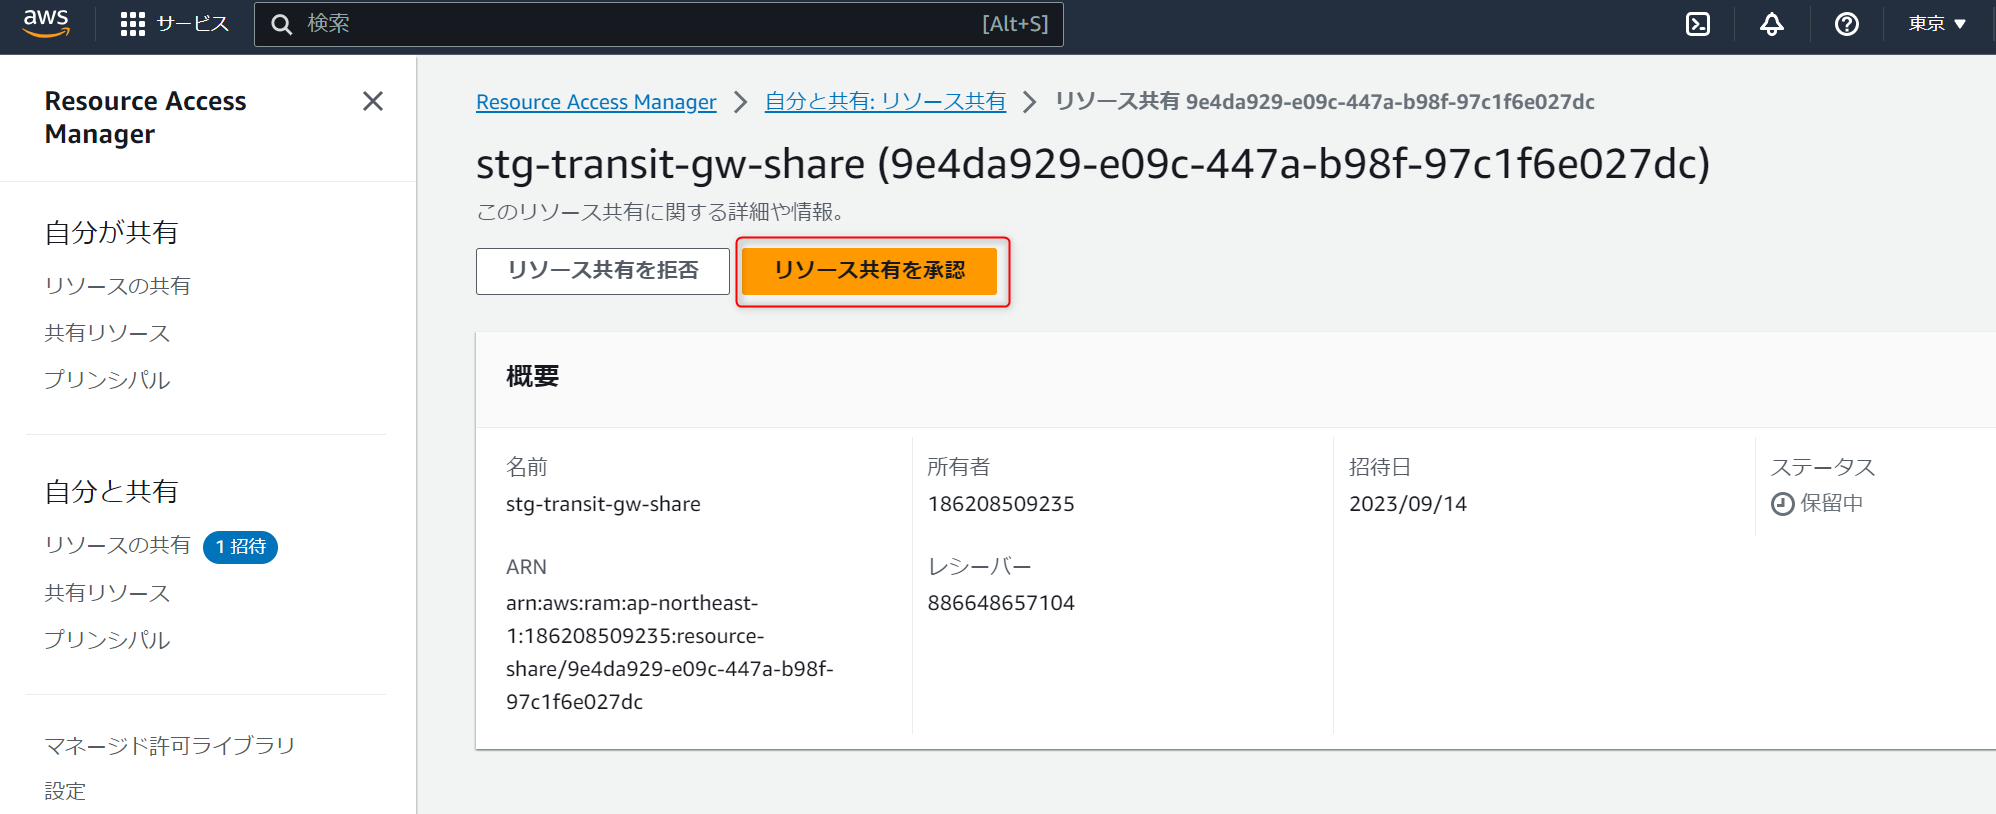 aws サービス 検索 [Alt+S] 東京
Resource Access
Manager
自分が共有
リソースの共有
共有リソース
プリンシパル
自分と共有
リソースの共有 1 招待
共有リソース
プリンシパル
マネージド許可ライブラリ
設定
Resource Access Manager 自分と共有: リソース共有 リソース共有 9e4da929-e09c-447a-b98f-97c1f6e027dc
stg-transit-gw-share (9e4da929-e09c-447a-b98f-97c1f6e027dc)
このリソース共有に関する詳細や情報。
リソース共有を拒否 リソース共有を承認
概要
名前
stg-transit-gw-share
ARN
arn:aws:ram:ap-northeast-
1:186208509235:resource-
share/9e4da929-e09c-447a-b98f-
97c1f6e027dc
所有者
186208509235
レシーバー
886648657104
招待日
2023/09/14
ステータス
保留中